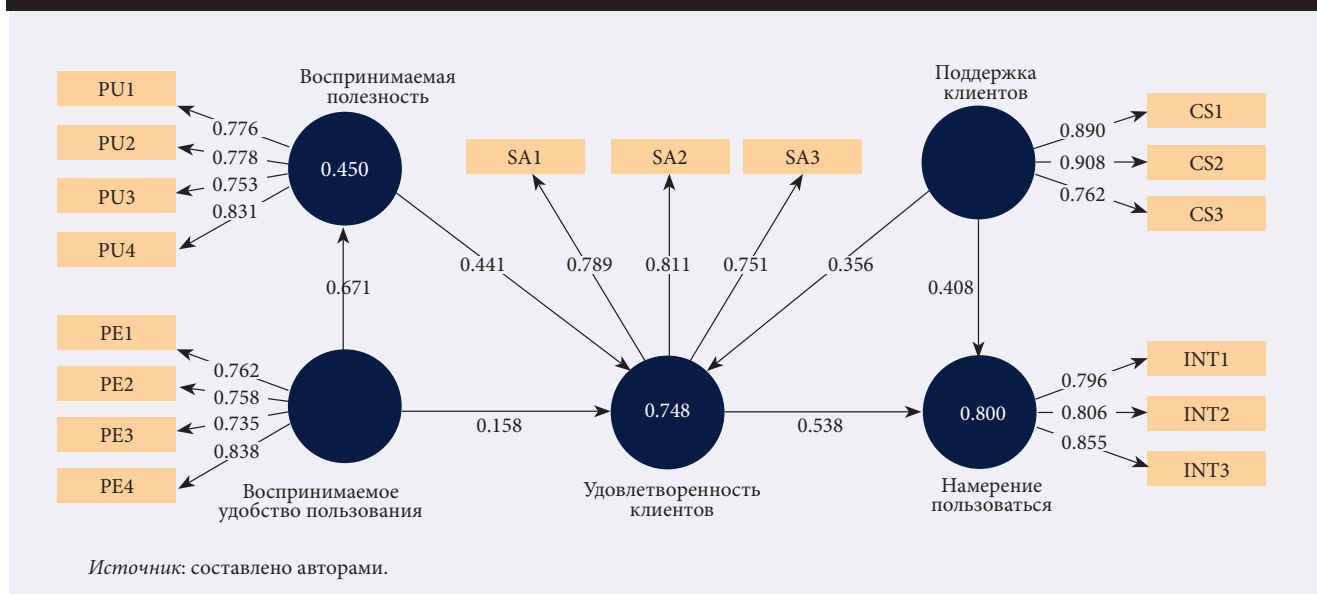 Воспринимаемая
полезность
PU1
PU2
PU3
PU4
0.776
0.778
0.753
0.831
0.450
SA1
SA2
SA3
Поддержка
клиентов
0.890
0.908
0.762
CS1
CS2
CS3
0.671
0.441
0.789
0.811
0.751
0.356
0.408
PE1
PE2
PE3
PE4
0.762
0.758
0.735
0.838
0.158
0.748
0.538
0.800
0.796
0.806
0.855
INT1
INT2
INT3
Воспринимаемое
удобство пользования
Удовлетворенность
клиентов
Намерение
пользоваться
Источник: составлено авторами.